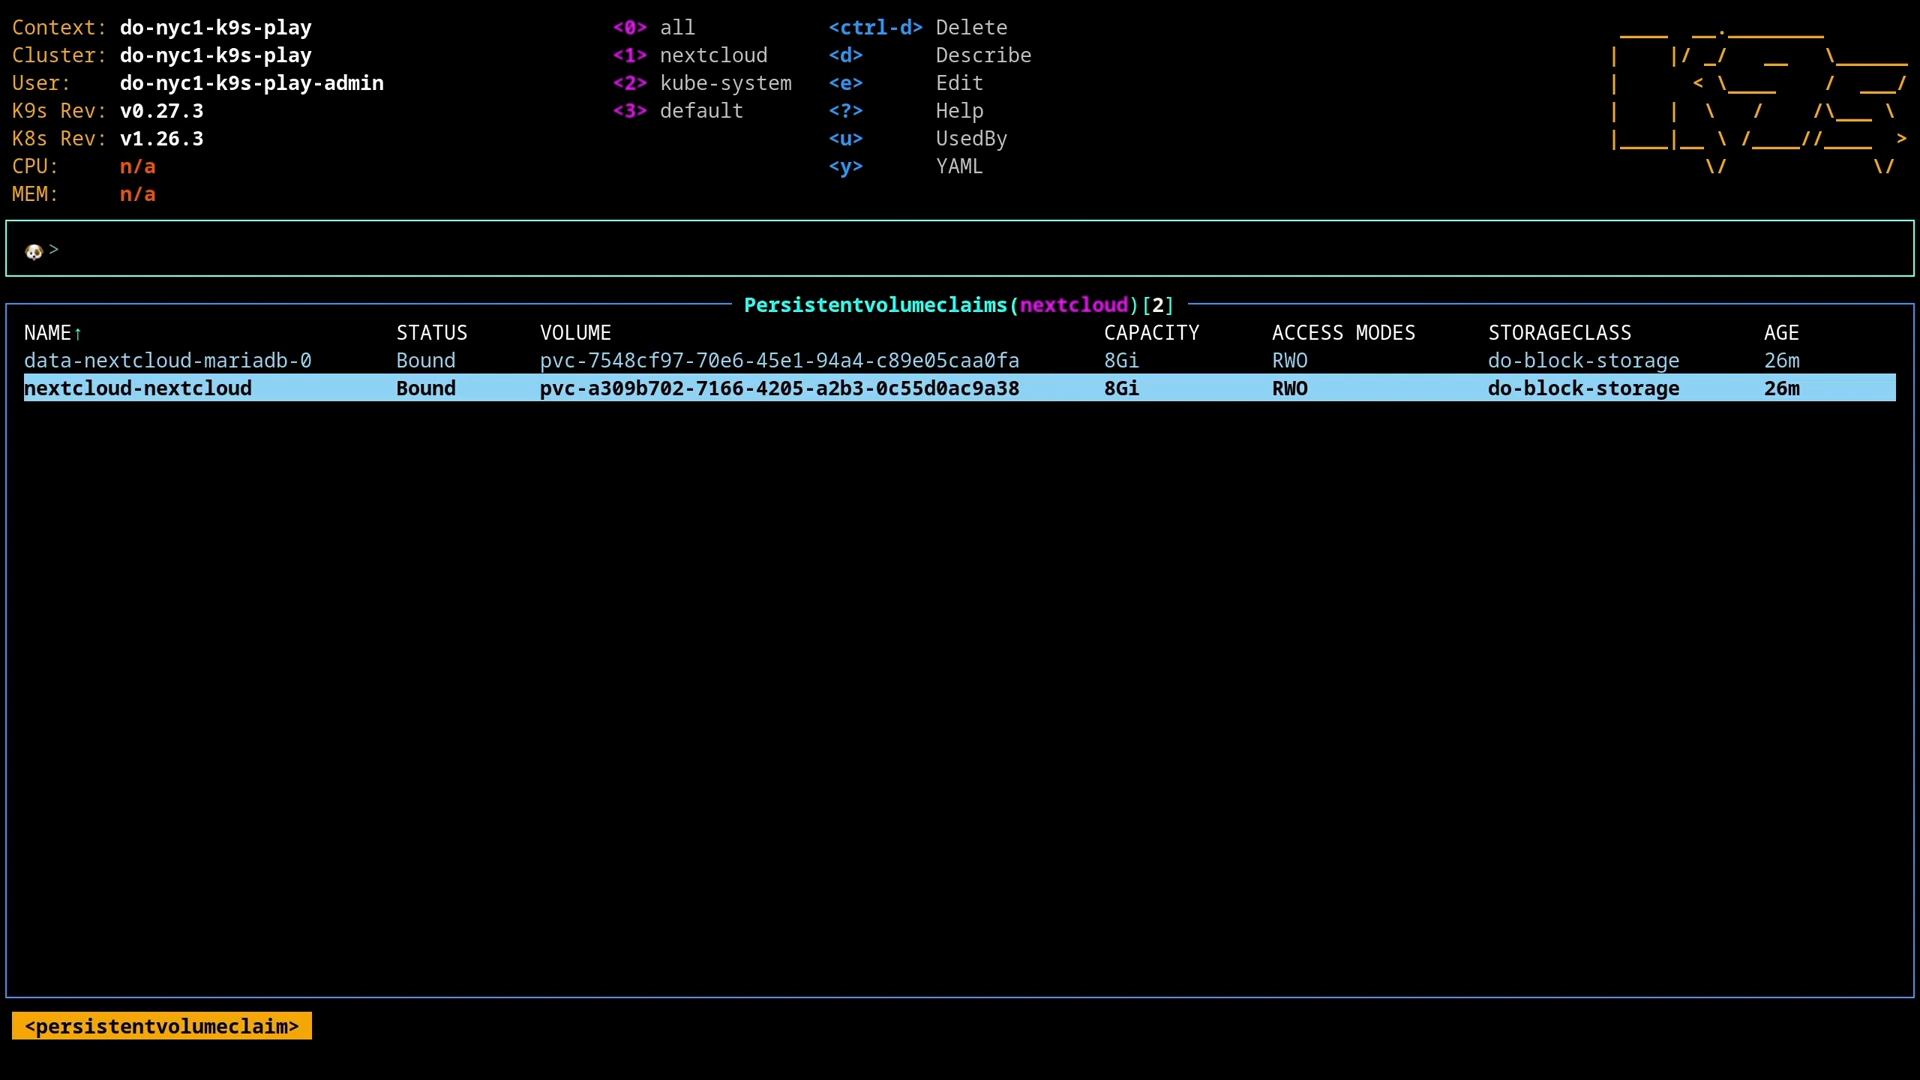 Context: do-nyc1-k9s-play
Cluster: do-nyc1-k9s-play
User: do-nyc1-k9s-play-admin
K9s Rev: v0.27.3
K8s Rev: v1.26.3
CPU: n/a
MEM: n/a
<0> all
<1> nextcloud
<2> kube-system
<3> default
<ctrl-d> Delete
<d> Describe
<e> Edit
<?> Help
<u> UsedBy
<y> YAML
K9s
>
Persistentvolumeclaims(nextcloud)[2]
NAME↑ STATUS VOLUME CAPACITY ACCESS MODES STORAGECLASS AGE
data-nextcloud-mariadb-0 Bound pvc-7548cf97-70e6-45e1-94a4-c89e05caa0fa 8Gi RWO do-block-storage 26m
nextcloud-nextcloud Bound pvc-a309b702-7166-4205-a2b3-0c55d0ac9a38 8Gi RWO do-block-storage 26m
<persistentvolumeclaim>